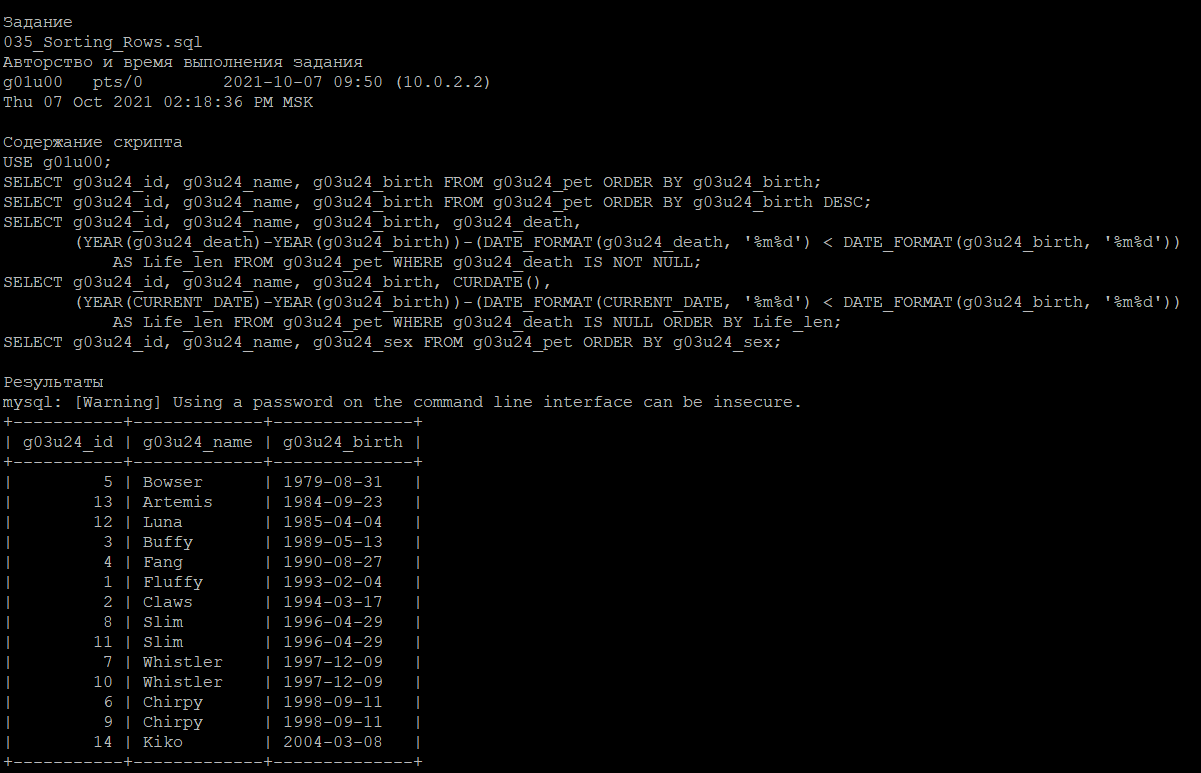 Задание
035_Sorting_Rows.sql
Авторство и время выполнения задания
g01u00   pts/0        2021-10-07 09:50 (10.0.2.2)
Thu 07 Oct 2021 02:18:36 PM MSK

Содержание скрипта
USE g01u00;
SELECT g03u24_id, g03u24_name, g03u24_birth FROM g03u24_pet ORDER BY g03u24_birth;
SELECT g03u24_id, g03u24_name, g03u24_birth FROM g03u24_pet ORDER BY g03u24_birth DESC;
SELECT g03u24_id, g03u24_name, g03u24_birth, g03u24_death,
       (YEAR(g03u24_death)-YEAR(g03u24_birth))-(DATE_FORMAT(g03u24_death, '%m%d') < DATE_FORMAT(g03u24_birth, '%m%d'))
           AS Life_len FROM g03u24_pet WHERE g03u24_death IS NOT NULL;
SELECT g03u24_id, g03u24_name, g03u24_birth, CURDATE(),
       (YEAR(CURRENT_DATE)-YEAR(g03u24_birth))-(DATE_FORMAT(CURRENT_DATE, '%m%d') < DATE_FORMAT(g03u24_birth, '%m%d'))
           AS Life_len FROM g03u24_pet WHERE g03u24_death IS NULL ORDER BY Life_len;
SELECT g03u24_id, g03u24_name, g03u24_sex FROM g03u24_pet ORDER BY g03u24_sex;

Результаты
mysql: [Warning] Using a password on the command line interface can be insecure.
+-----------+-------------+--------------+
| g03u24_id | g03u24_name | g03u24_birth |
+-----------+-------------+--------------+
|         5 | Bowser      | 1979-08-31   |
|        13 | Artemis     | 1984-09-23   |
|        12 | Luna        | 1985-04-04   |
|         3 | Buffy       | 1989-05-13   |
|         4 | Fang        | 1990-08-27   |
|         1 | Fluffy      | 1993-02-04   |
|         2 | Claws       | 1994-03-17   |
|         8 | Slim        | 1996-04-29   |
|        11 | Slim        | 1996-04-29   |
|         7 | Whistler    | 1997-12-09   |
|        10 | Whistler    | 1997-12-09   |
|         6 | Chirpy      | 1998-09-11   |
|         9 | Chirpy      | 1998-09-11   |
|        14 | Kiko        | 2004-03-08   |
+-----------+-------------+--------------+